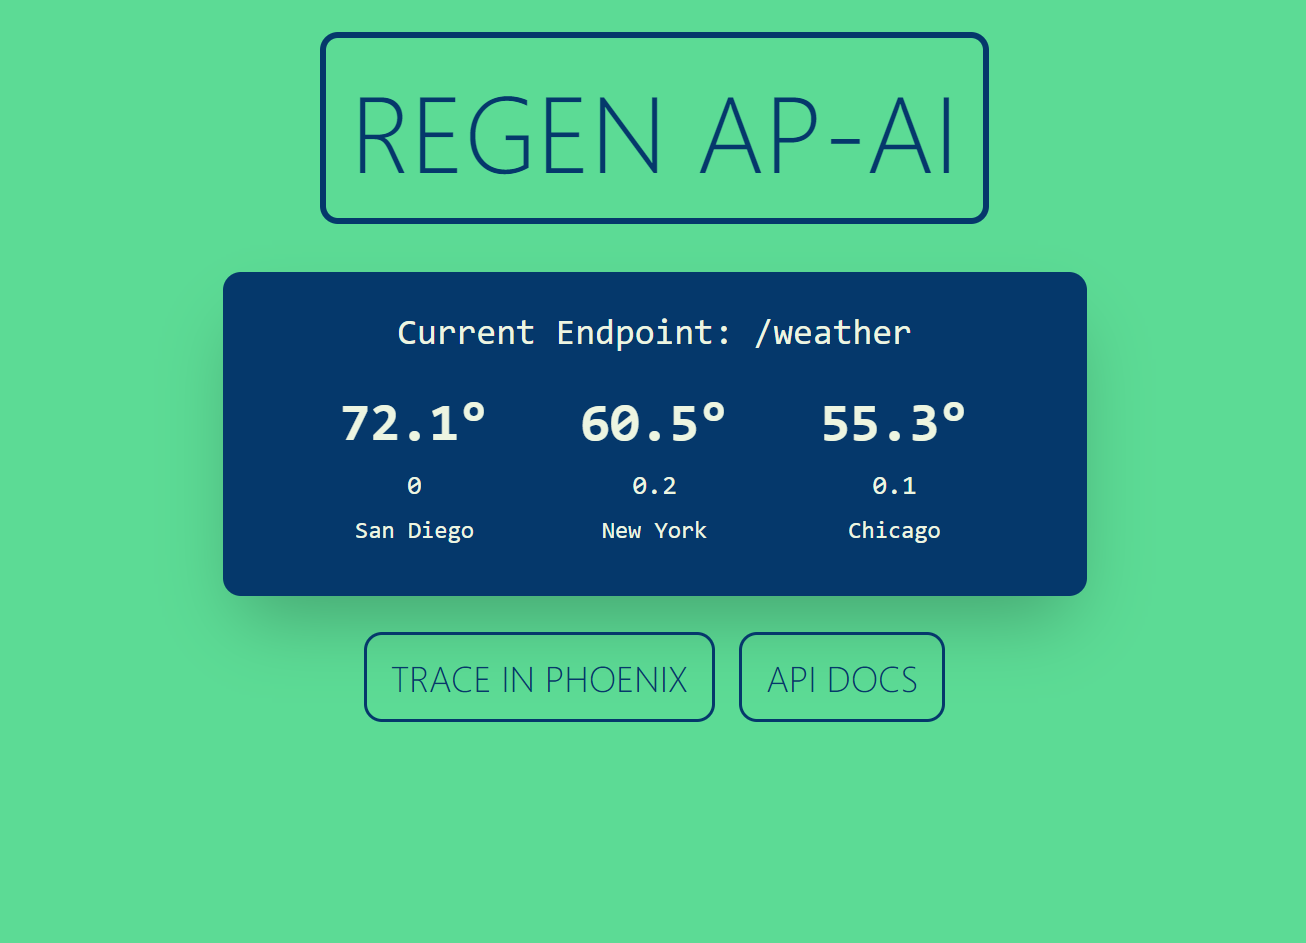 REGEN AP-AI
Current Endpoint: /weather
72.1° 60.5° 55.3°
0 0.2 0.1
San Diego New York Chicago
TRACE IN PHOENIX API DOCS